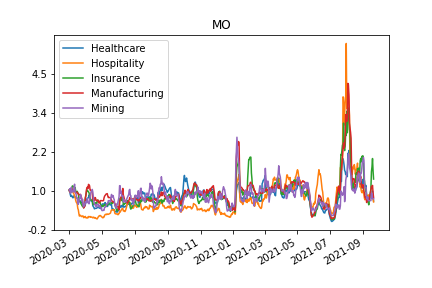 MO
Healthcare
Hospitality
Insurance
Manufacturing
Mining
4.5
3.4
2.2
1.0
-0.2
2020-03
2020-05
2020-07
2020-09
2020-11
2021-01
2021-03
2021-05
2021-07
2021-09